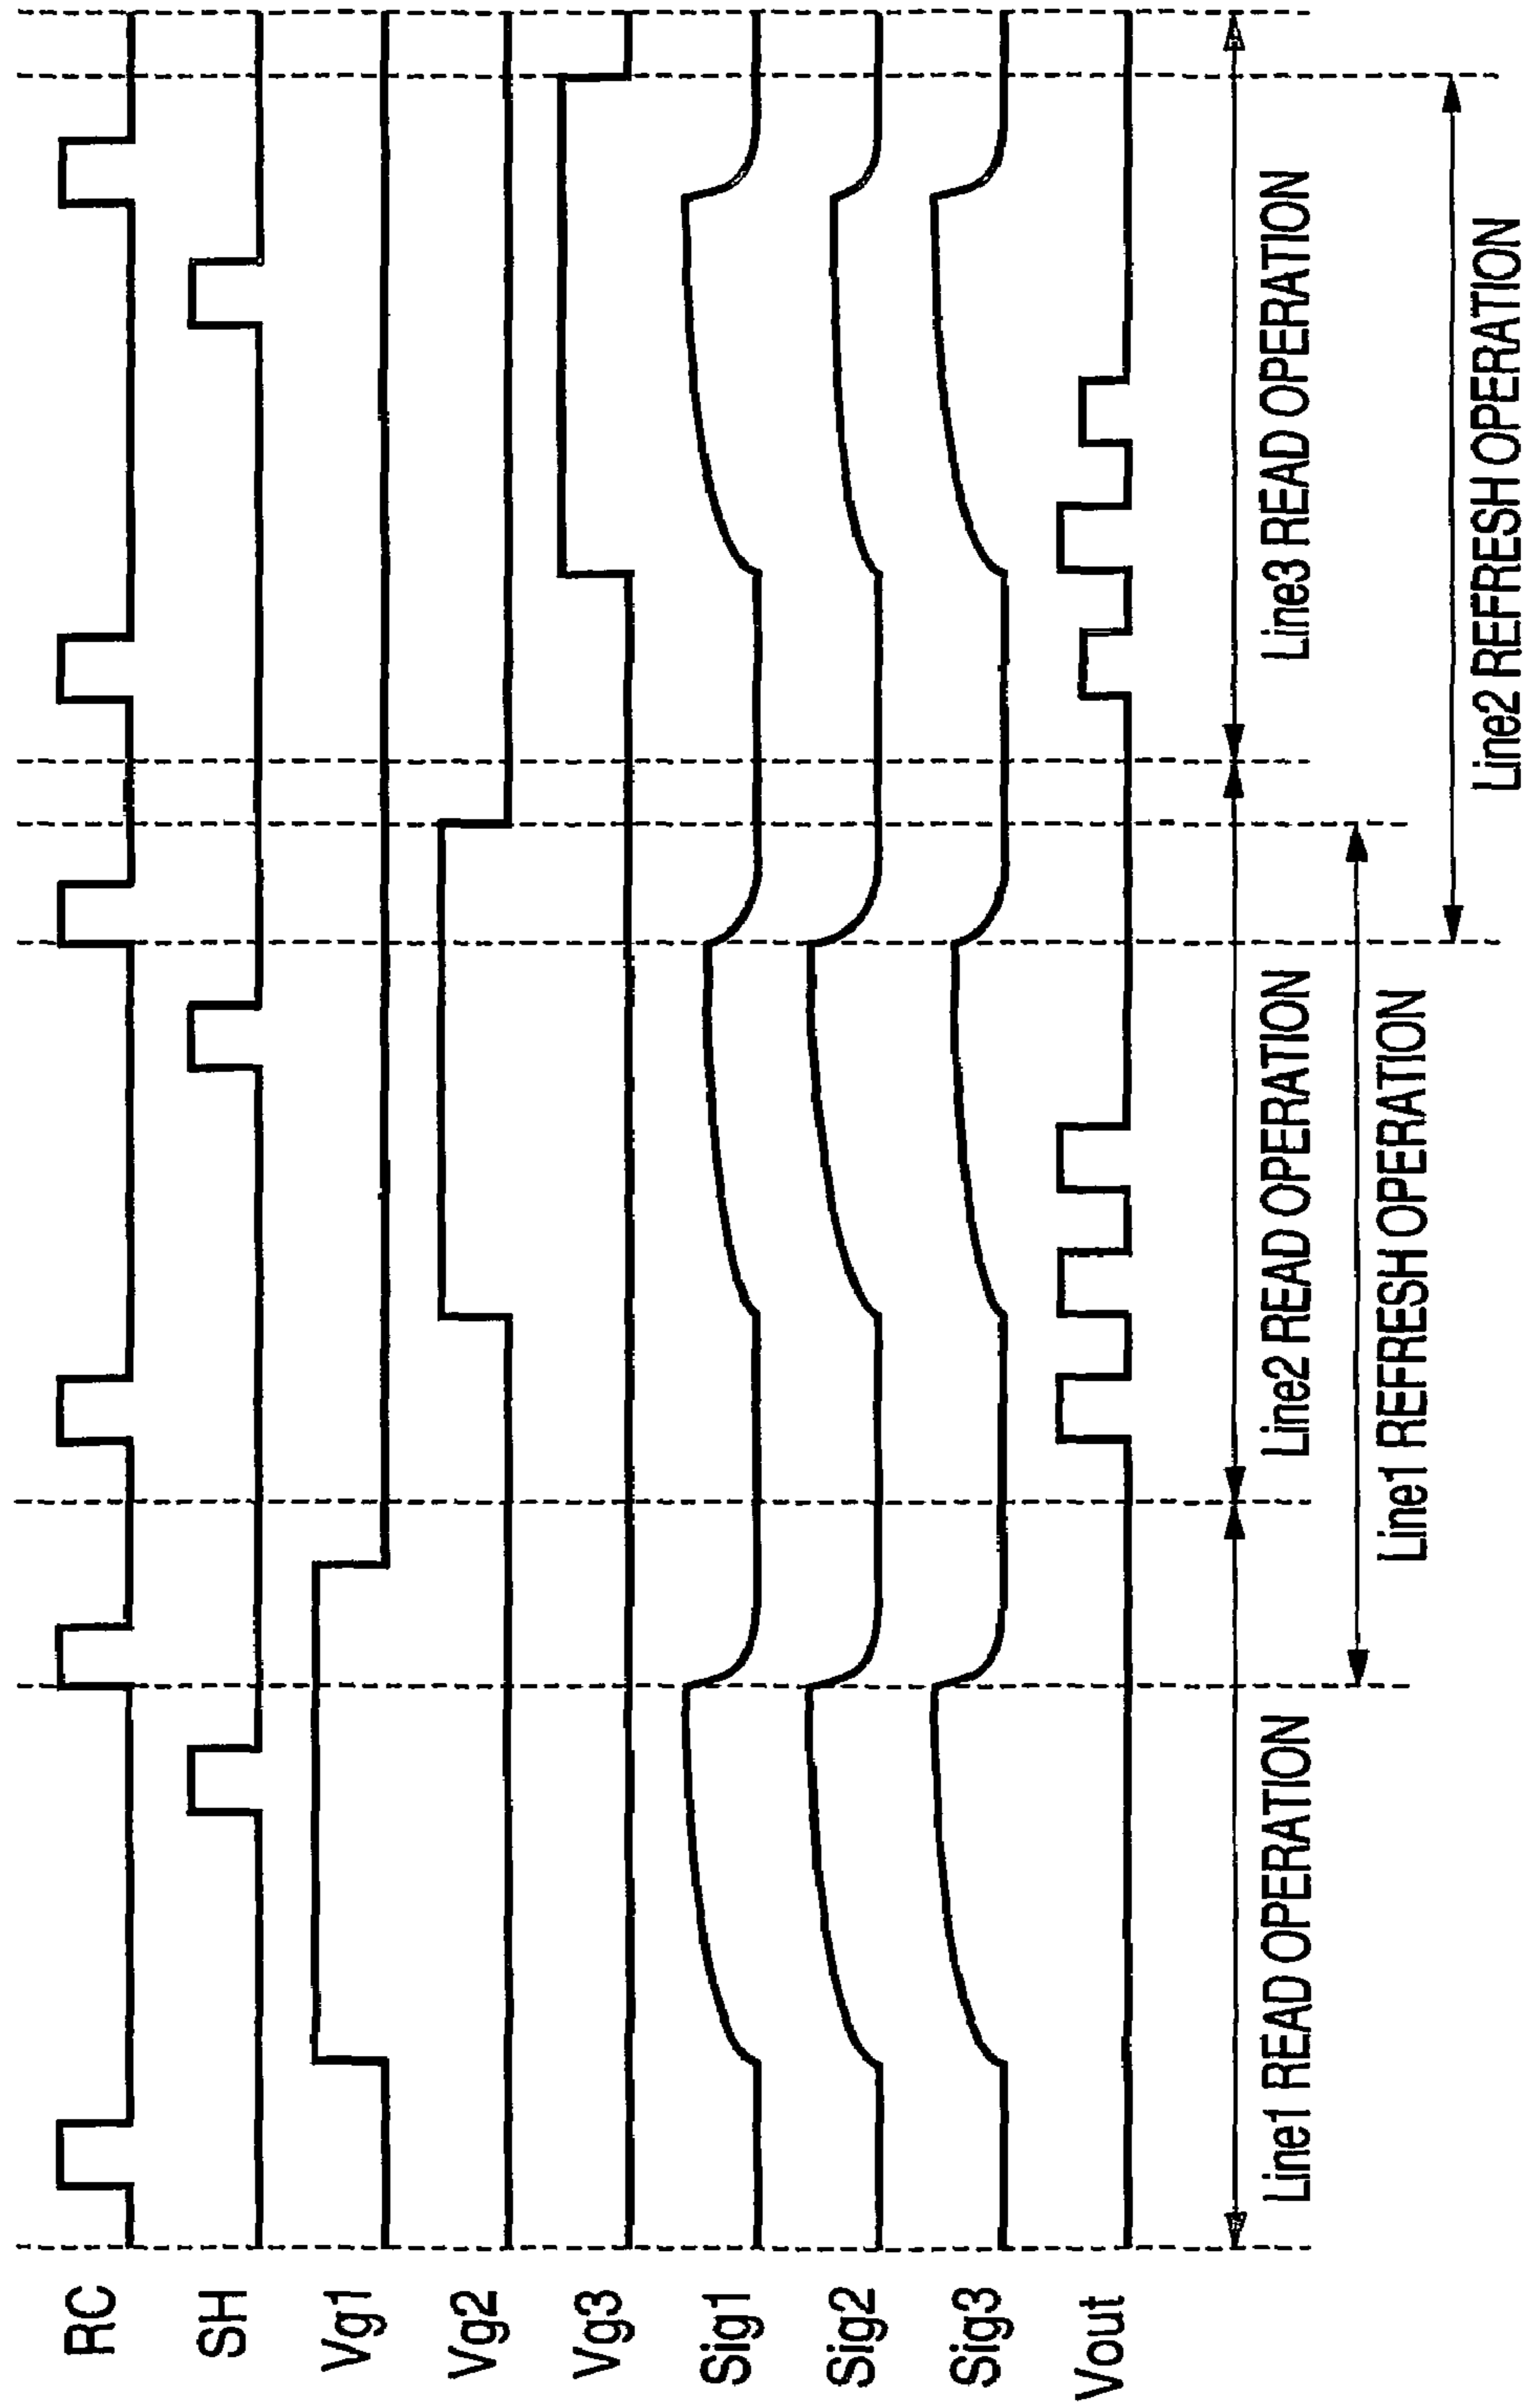 RC
SH
Vg1
Vg2
Vg3
Sig1
Sig2
Sig3
Vout
Line1 READ OPERATION
Line2 READ OPERATION
Line3 READ OPERATION
Line1 REFRESH OPERATION
Line2 REFRESH OPERATION